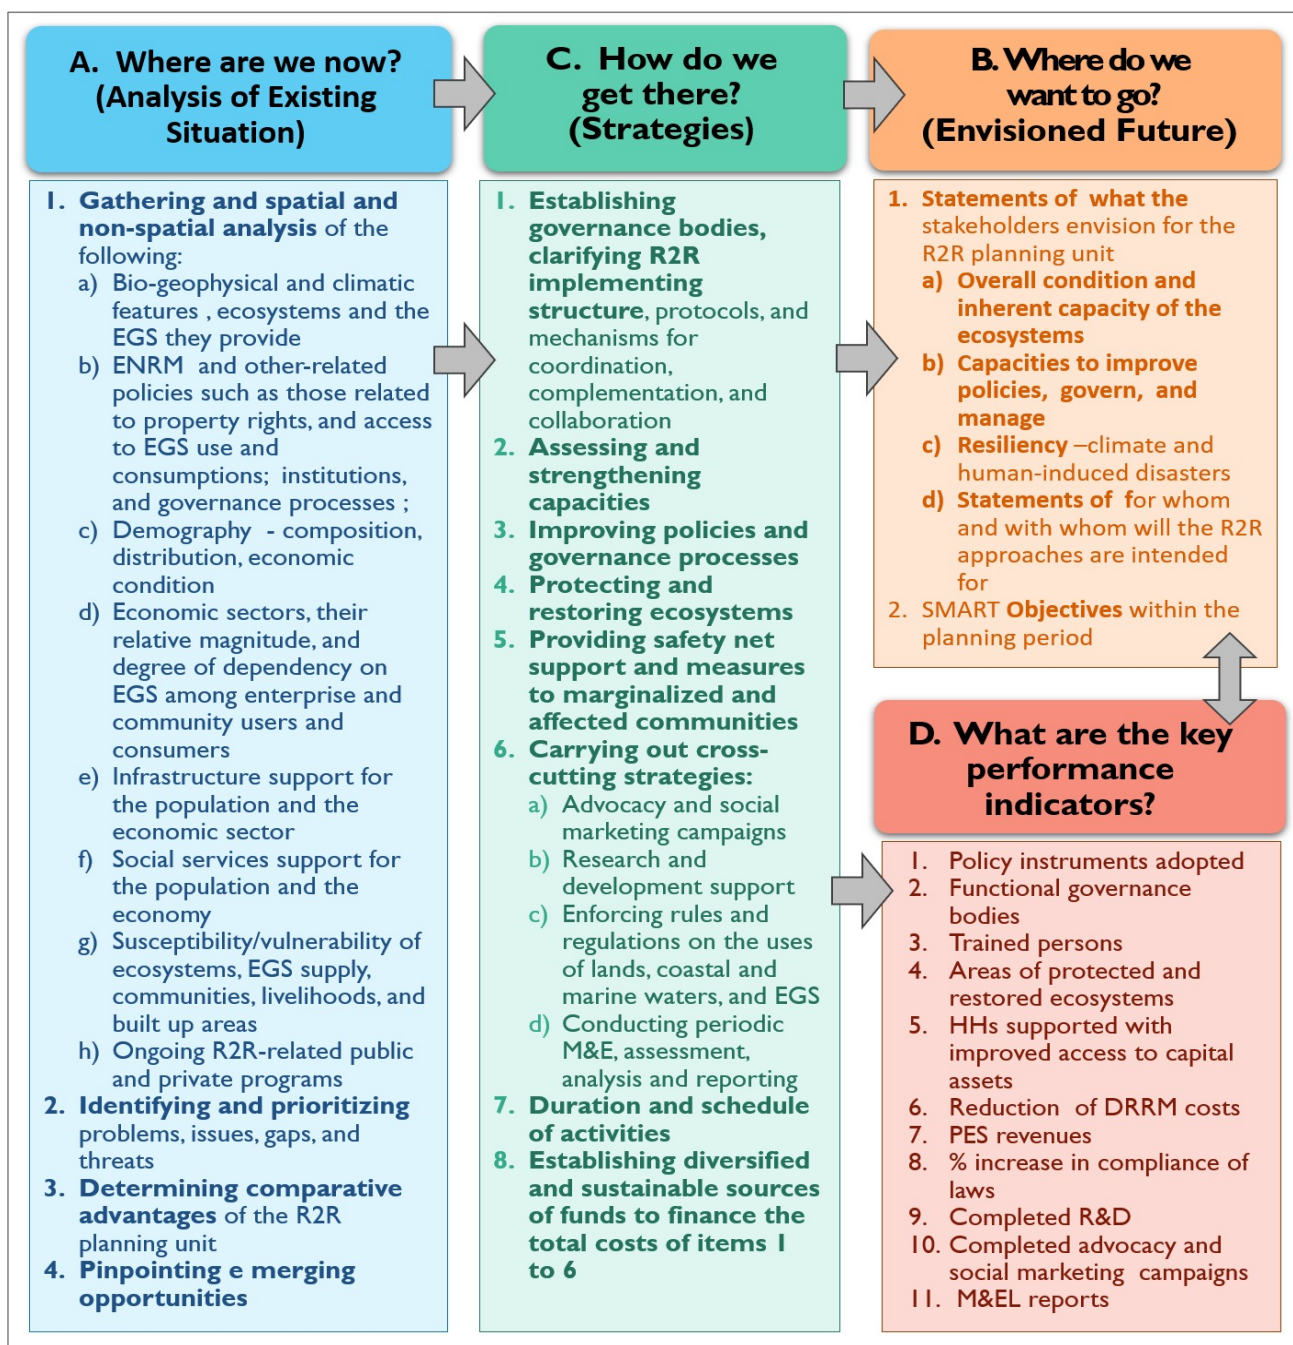 A. Where are we now?
(Analysis of Existing
Situation)
1. Gathering and spatial and
non-spatial analysis of the
following:
a) Bio-geophysical and climatic
features , ecosystems and the
EGS they provide
b) ENRM and other-related
policies such as those related
to property rights, and access
to EGS use and
consumptions; institutions,
and governance processes ;
c) Demography - composition,
distribution, economic
condition
d) Economic sectors, their
relative magnitude, and
degree of dependency on
EGS among enterprise and
community users and
consumers
e) Infrastructure support for
the population and the
economic sector
f) Social services support for
the population and the
economy
g) Susceptibility/vulnerability of
ecosystems, EGS supply,
communities, livelihoods, and
built up areas
h) Ongoing R2R-related public
and private programs
2. Identifying and prioritizing
problems, issues, gaps, and
threats
3. Determining comparative
advantages of the R2R
planning unit
4. Pinpointing e merging
opportunities
C. How do we
get there?
(Strategies)
1. Establishing
governance bodies,
clarifying R2R
implementing
structure, protocols, and
mechanisms for
coordination,
complementation, and
collaboration
2. Assessing and
strengthening
capacities
3. Improving policies and
governance processes
4. Protecting and
restoring ecosystems
5. Providing safety net
support and measures
to marginalized and
affected communities
6. Carrying out cross-
cutting strategies:
a) Advocacy and social
marketing campaigns
b) Research and
development support
c) Enforcing rules and
regulations on the uses
of lands, coastal and
marine waters, and EGS
d) Conducting periodic
M&E, assessment,
analysis and reporting
7. Duration and schedule
of activities
8. Establishing diversified
and sustainable sources
of funds to finance the
total costs of items 1
to 6
B. Where do we
want to go?
(Envisioned Future)
1. Statements of what the
stakeholders envision for the
R2R planning unit
a) Overall condition and
inherent capacity of the
ecosystems
b) Capacities to improve
policies, govern, and
manage
c) Resiliency –climate and
human-induced disasters
d) Statements of for whom
and with whom will the R2R
approaches are intended
for
2. SMART Objectives within the
planning period
D. What are the key
performance
indicators?
1. Policy instruments adopted
2. Functional governance
bodies
3. Trained persons
4. Areas of protected and
restored ecosystems
5. HHs supported with
improved access to capital
assets
6. Reduction of DRRM costs
7. PES revenues
8. % increase in compliance of
laws
9. Completed R&D
10. Completed advocacy and
social marketing campaigns
11. M&EL reports